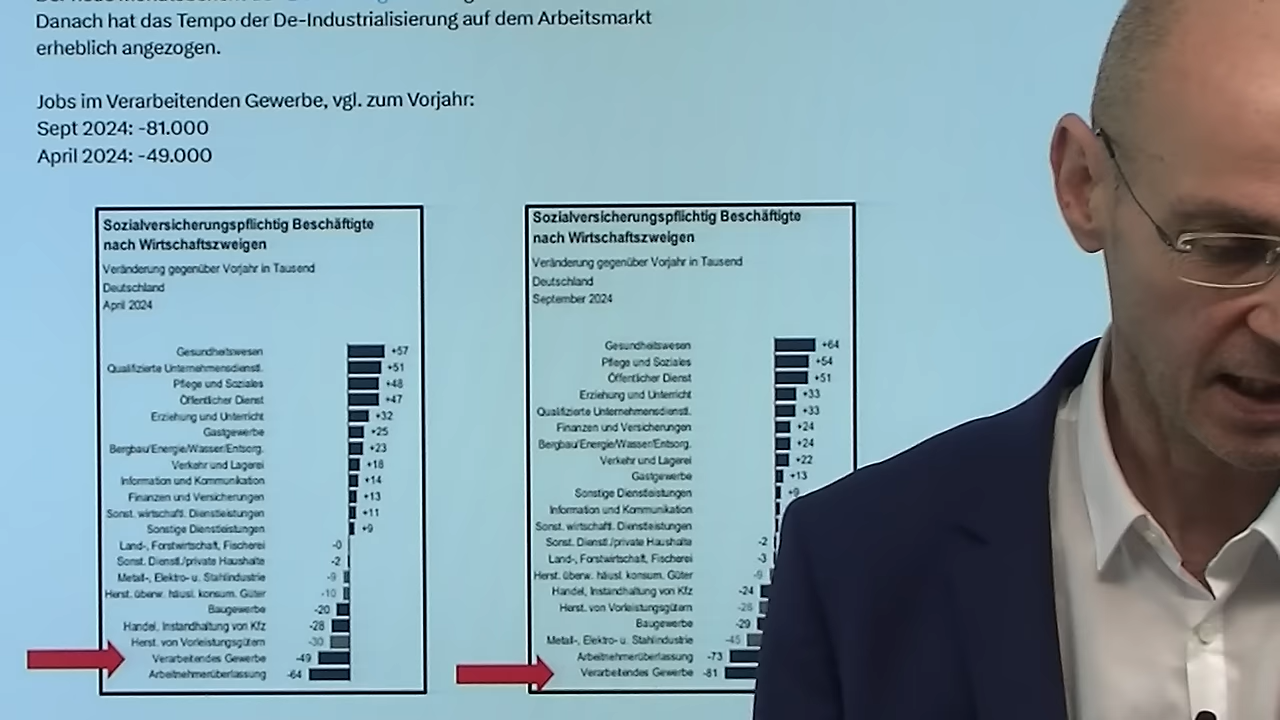 Danach hat das Tempo der De-Industrialisierung auf dem Arbeitsmarkt
erheblich angezogen.
Jobs im Verarbeitenden Gewerbe, vgl. zum Vorjahr:
Sept 2024: -81.000
April 2024: -49.000
Sozialversicherungspflichtig Beschäftigte
nach Wirtschaftszweigen
Veränderung gegenüber Vorjahr in Tausend
Deutschland
April 2024
Gesundheitswesen +57
Qualifizierte Unternehmensdienstl. +51
Pflege und Soziales +48
Öffentlicher Dienst +47
Erziehung und Unterricht +32
Gastgewerbe +25
Bergbau/Energie/Wasser/Entsorg. +23
Verkehr und Lagerei +18
Information und Kommunikation +14
Finanzen und Versicherungen +13
Sonst. wirtschaftl. Dienstleistungen +11
Sonstige Dienstleistungen +9
Land-, Forstwirtschaft, Fischerei -0
Sonst. Dienstl./private Haushalte -2
Metall-, Elektro- u. Stahlindustrie -9
Herst. überw. häusl. konsum. Güter -10
Baugewerbe -20
Handel, Instandhaltung von Kfz -28
Herst. von Vorleistungsgütern -30
Verarbeitendes Gewerbe -49
Arbeitnehmerüberlassung -64
Sozialversicherungspflichtig Beschäftigte
nach Wirtschaftszweigen
Veränderung gegenüber Vorjahr in Tausend
Deutschland
September 2024
Gesundheitswesen +64
Pflege und Soziales +54
Öffentlicher Dienst +51
Erziehung und Unterricht +33
Qualifizierte Unternehmensdienstl. +33
Finanzen und Versicherungen +24
Bergbau/Energie/Wasser/Entsorg. +24
Verkehr und Lagerei +22
Gastgewerbe +13
Sonstige Dienstleistungen +9
Information und Kommunikation
Sonst. wirtschaftl. Dienstleistungen
Sonst. Dienstl./private Haushalte -2
Land-, Forstwirtschaft, Fischerei -3
Herst. überw. häusl. konsum. Güter -9
Handel, Instandhaltung von Kfz -24
Herst. von Vorleistungsgütern -26
Baugewerbe -29
Metall-, Elektro- u. Stahlindustrie -45
Arbeitnehmerüberlassung -73
Verarbeitendes Gewerbe -81